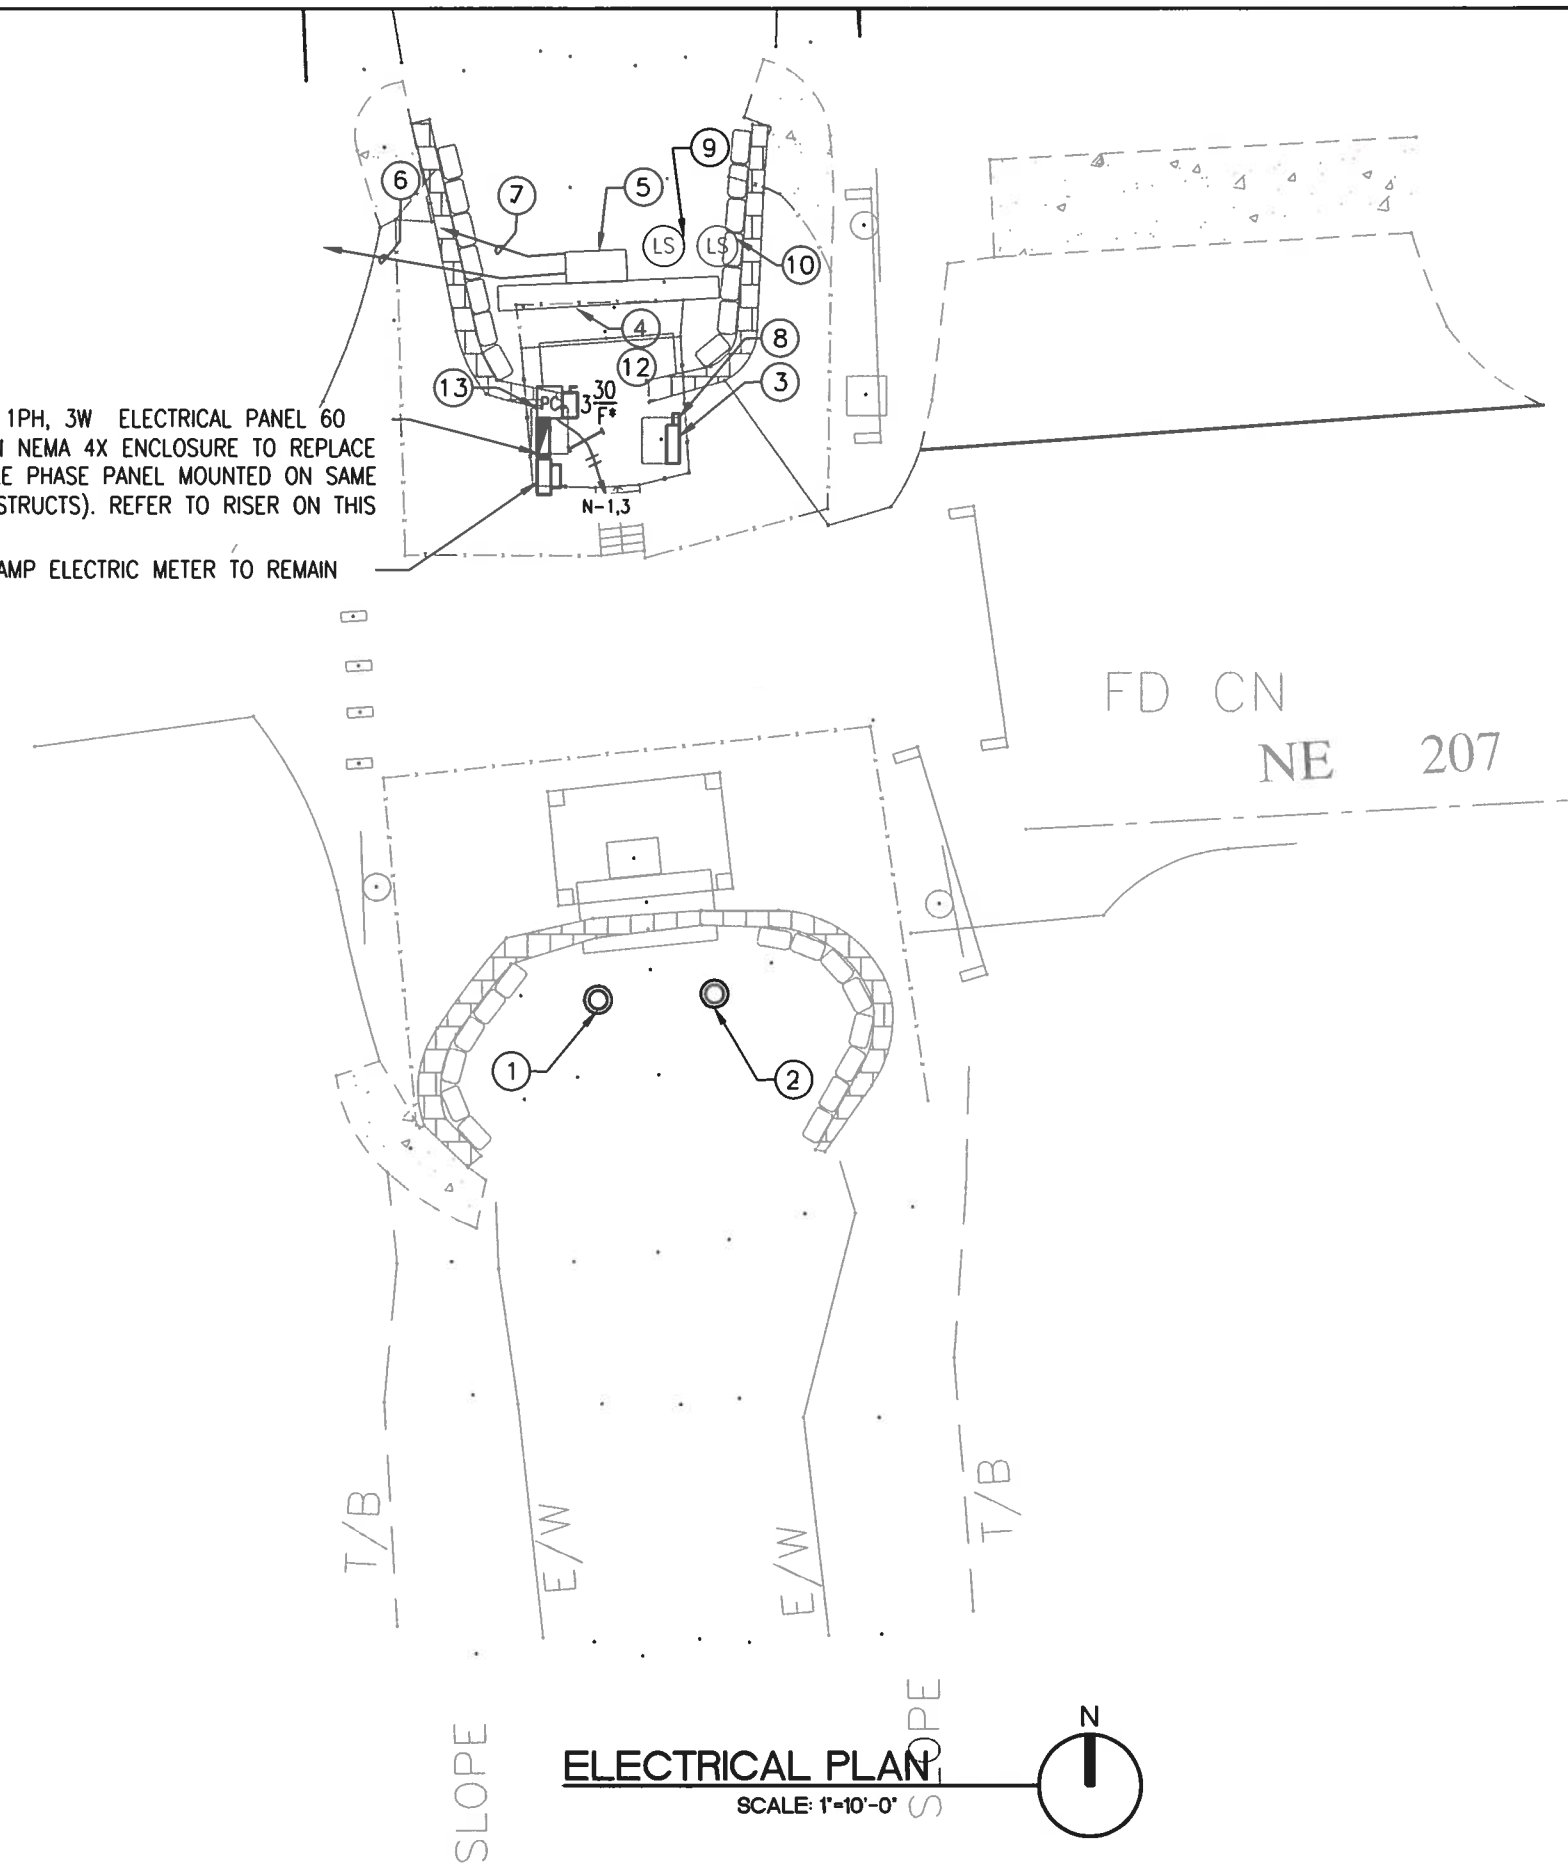 9
6
7
5
LS
LS
10
4
8
12
3
13
PC
3 30
F*
1PH, 3W ELECTRICAL PANEL 60
NEMA 4X ENCLOSURE TO REPLACE
PHASE PANEL MOUNTED ON SAME
STRUCTS). REFER TO RISER ON THIS
N-1,3
AMP ELECTRIC METER TO REMAIN
FD CN
NE 207
1
2
T/B
E/W
E/W
T/B
SLOPE
SLOPE
ELECTRICAL PLAN
SCALE: 1"=10'-0"
N